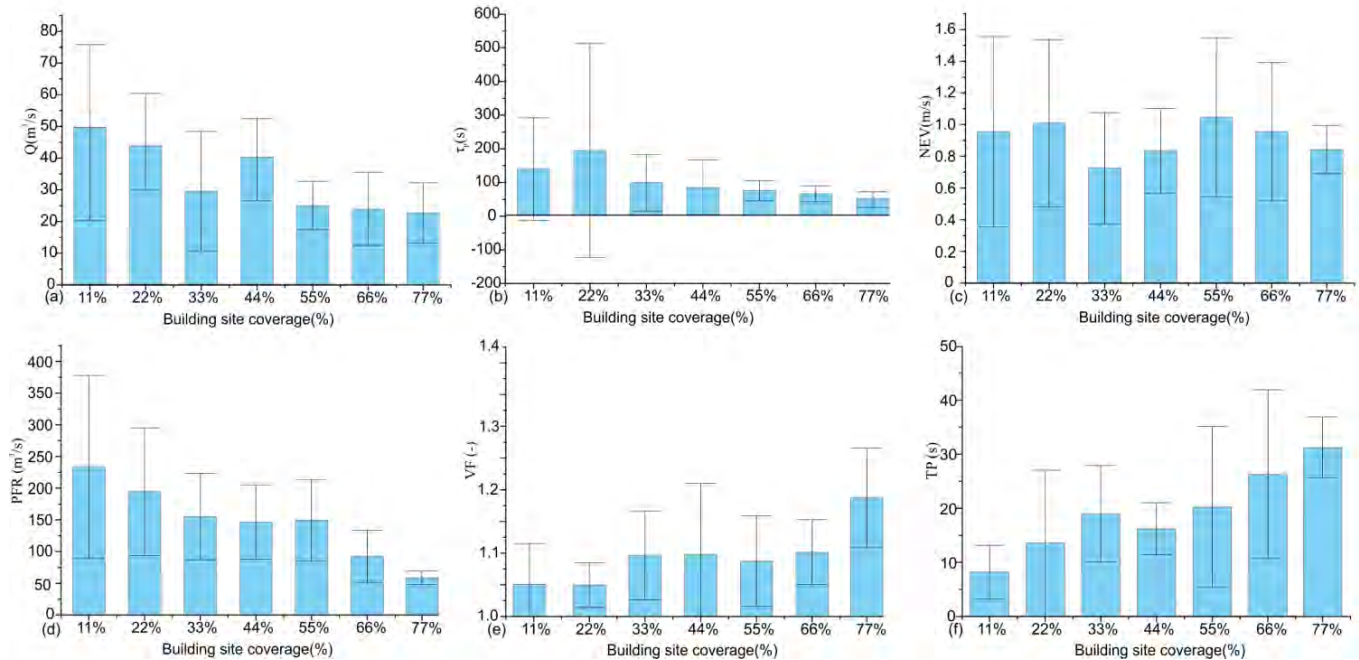 Q(m³/s)
80
70
60
50
40
30
20
10
0
(a)
11% 22% 33% 44% 55% 66% 77%
Building site coverage(%)
τₚ(s)
600
500
400
300
200
100
0
-100
-200
(b)
11% 22% 33% 44% 55% 66% 77%
Building site coverage(%)
NEV(m/s)
1.6
1.4
1.2
1.0
0.8
0.6
0.4
0.2
0
(c)
11% 22% 33% 44% 55% 66% 77%
Building site coverage(%)
PFR (m³/s)
400
350
300
250
200
150
100
50
0
(d)
11% 22% 33% 44% 55% 66% 77%
Building site coverage(%)
VF (-)
1.4
1.3
1.2
1.1
1.0
(e)
11% 22% 33% 44% 55% 66% 77%
Building site coverage(%)
TP (s)
50
40
30
20
10
0
(f)
11% 22% 33% 44% 55% 66% 77%
Building site coverage(%)